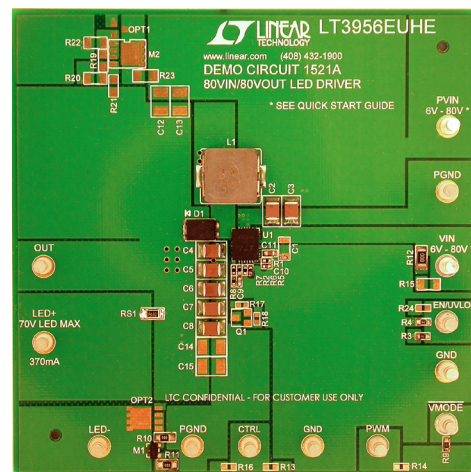 OPT1
R22
M2
R19
R20
R23
R21
LINEAR
TECHNOLOGY
LT3956EUHE
www.linear.com (408) 432-1900
DEMO CIRCUIT 1521A
80VIN/80VOUT LED DRIVER
* SEE QUICK START GUIDE
C12
C13
PVIN
6V - 80V *
L1
PGND
C2
C3
D1
U1
C4
C11
C1
R1
C10
C5
VIN
6V - 80V
R12
R15
OUT
C6
C9
C7
R17
R18
C8
Q1
RS1
LED+
70V LED MAX
370mA
R24
EN/UVLO
R4
R3
C14
C15
GND
LTC CONFIDENTIAL - FOR CUSTOMER USE ONLY
OPT2
VMODE
LED-
R10
M1
R11
PGND
CTRL
GND
PWM
R9
R16
R13
R14